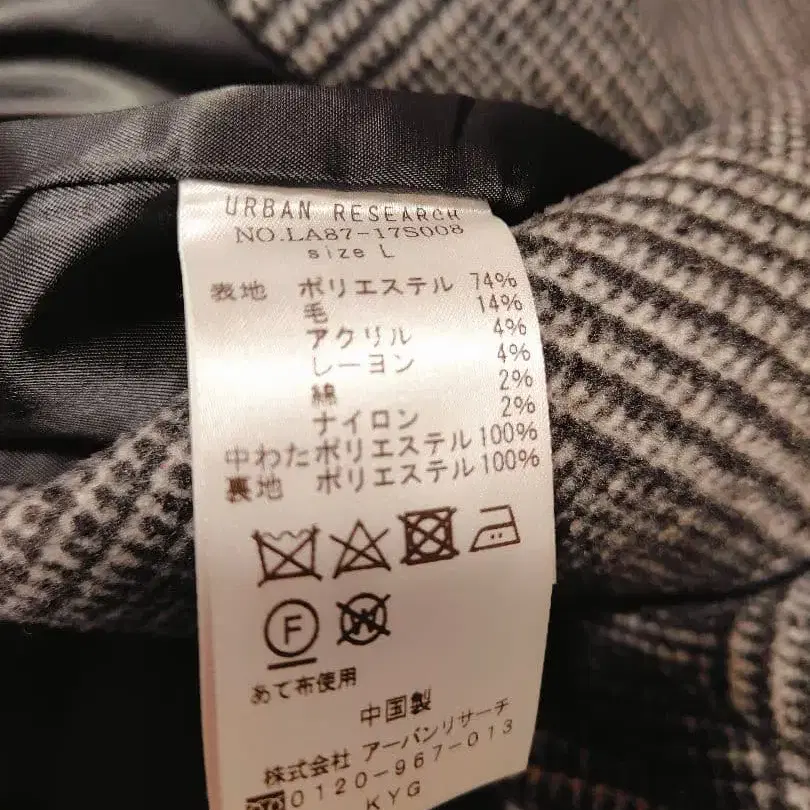 URBAN RESEARCH
NO.LA87-17S008
size L
表地 ポリエステル 74%
毛 14%
アクリル 4%
レーヨン 4%
綿 2%
ナイロン 2%
中わた ポリエステル 100%
裏地 ポリエステル 100%
F W
あて布使用
中国製
株式会社 アーバンリサーチ
0120-967-013
KYG